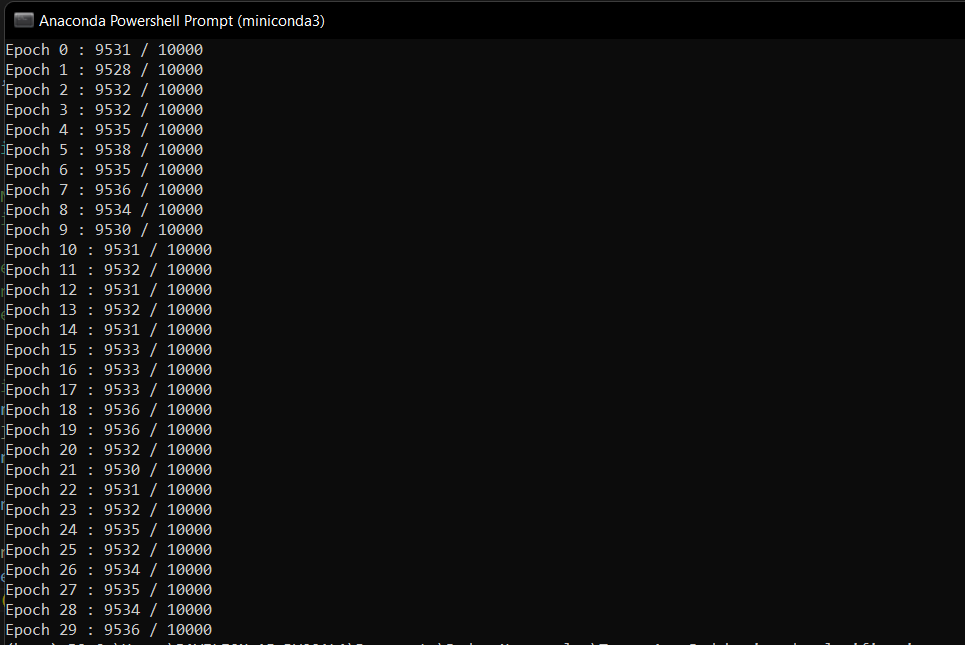 Anaconda Powershell Prompt (miniconda3)
Epoch 0 : 9531 / 10000
Epoch 1 : 9528 / 10000
Epoch 2 : 9532 / 10000
Epoch 3 : 9532 / 10000
Epoch 4 : 9535 / 10000
Epoch 5 : 9538 / 10000
Epoch 6 : 9535 / 10000
Epoch 7 : 9536 / 10000
Epoch 8 : 9534 / 10000
Epoch 9 : 9530 / 10000
Epoch 10 : 9531 / 10000
Epoch 11 : 9532 / 10000
Epoch 12 : 9531 / 10000
Epoch 13 : 9532 / 10000
Epoch 14 : 9531 / 10000
Epoch 15 : 9533 / 10000
Epoch 16 : 9533 / 10000
Epoch 17 : 9533 / 10000
Epoch 18 : 9536 / 10000
Epoch 19 : 9536 / 10000
Epoch 20 : 9532 / 10000
Epoch 21 : 9530 / 10000
Epoch 22 : 9531 / 10000
Epoch 23 : 9532 / 10000
Epoch 24 : 9535 / 10000
Epoch 25 : 9532 / 10000
Epoch 26 : 9534 / 10000
Epoch 27 : 9535 / 10000
Epoch 28 : 9534 / 10000
Epoch 29 : 9536 / 10000